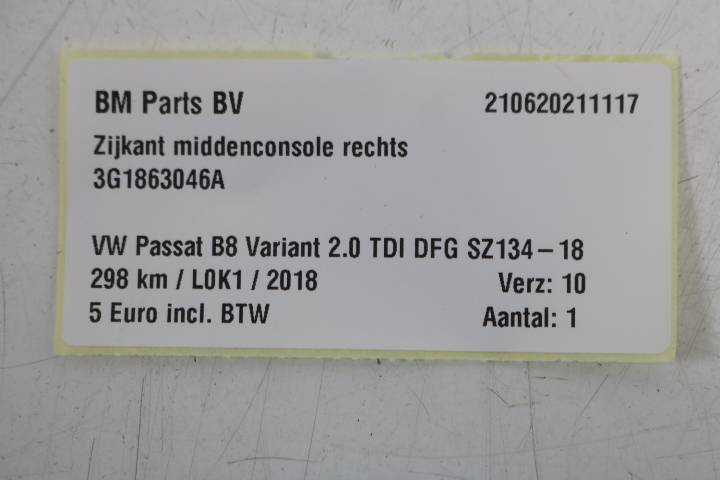 BM Parts BV 210620211117
Zijkant middenconsole rechts
3G1863046A
VW Passat B8 Variant 2.0 TDI DFG SZ134-18
298 km / L0K1 / 2018 Verz: 10
5 Euro incl. BTW Aantal: 1